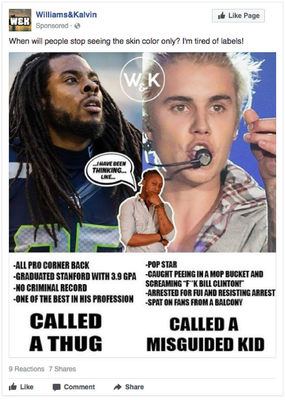 W&K
Williams&Kalvin
Sponsored ·
Like Page
When will people stop seeing the skin color only? I'm tired of labels!
W&K
...I HAVE BEEN
THINKING...
LIKE...
-ALL PRO CORNER BACK
-GRADUATED STANFORD WITH 3.9 GPA
-NO CRIMINAL RECORD
-ONE OF THE BEST IN HIS PROFESSION
CALLED
A THUG
-POP STAR
-CAUGHT PEEING IN A MOP BUCKET AND
SCREAMING "F**K BILL CLINTON!"
-ARRESTED FOR FUI AND RESISTING ARREST
-SPAT ON FANS FROM A BALCONY
CALLED A
MISGUIDED KID
9 Reactions 7 Shares
Like Comment Share